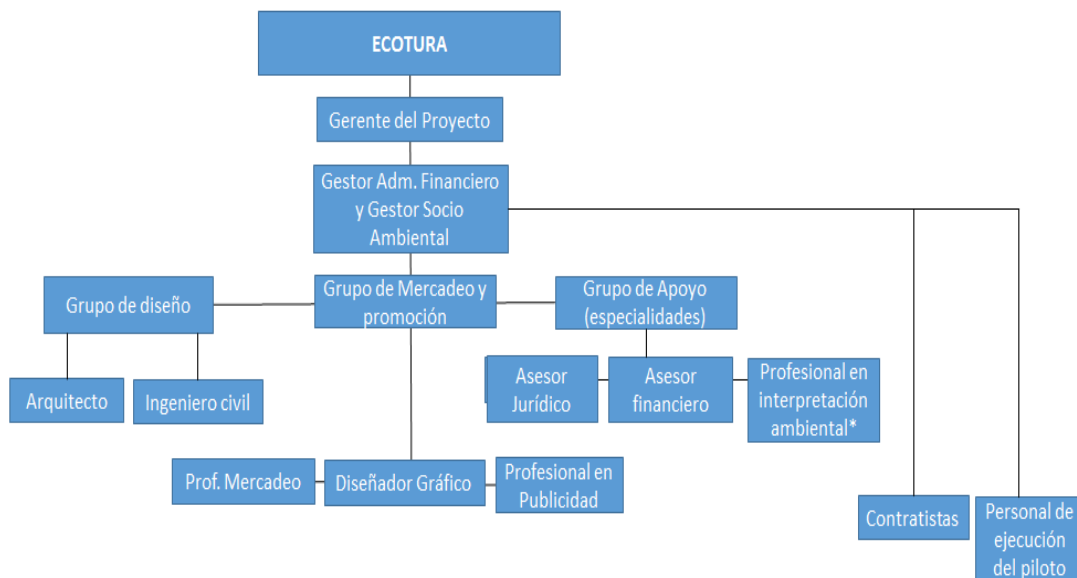 ECOTURA
Gerente del Proyecto
Gestor Adm. Financiero
y Gestor Socio
Ambiental
Grupo de diseño
Grupo de Mercadeo y
promoción
Grupo de Apoyo
(especialidades)
Arquitecto
Ingeniero civil
Asesor
Jurídico
Asesor
financiero
Profesional en
interpretación
ambiental*
Prof. Mercadeo
Diseñador Gráfico
Profesional en
Publicidad
Contratistas
Personal de
ejecución
del piloto